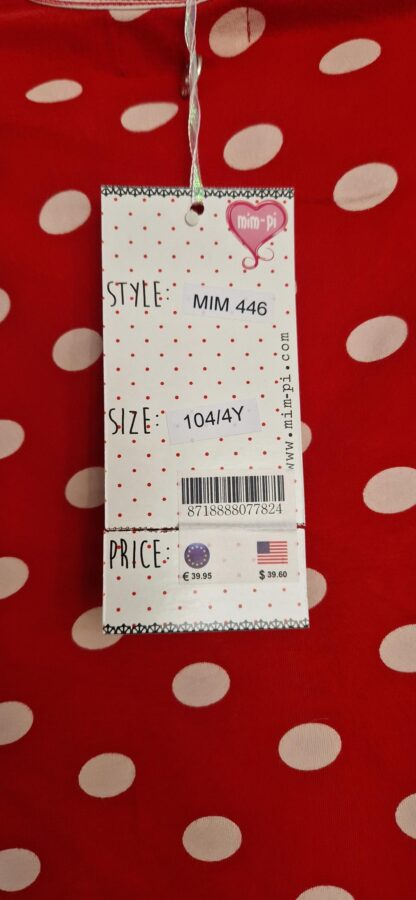 mim-pi
STYLE: MIM 446
www.mim-pi.com
SIZE: 104/4Y
8718888077824
PRICE:
€ 39.95 $ 39.60